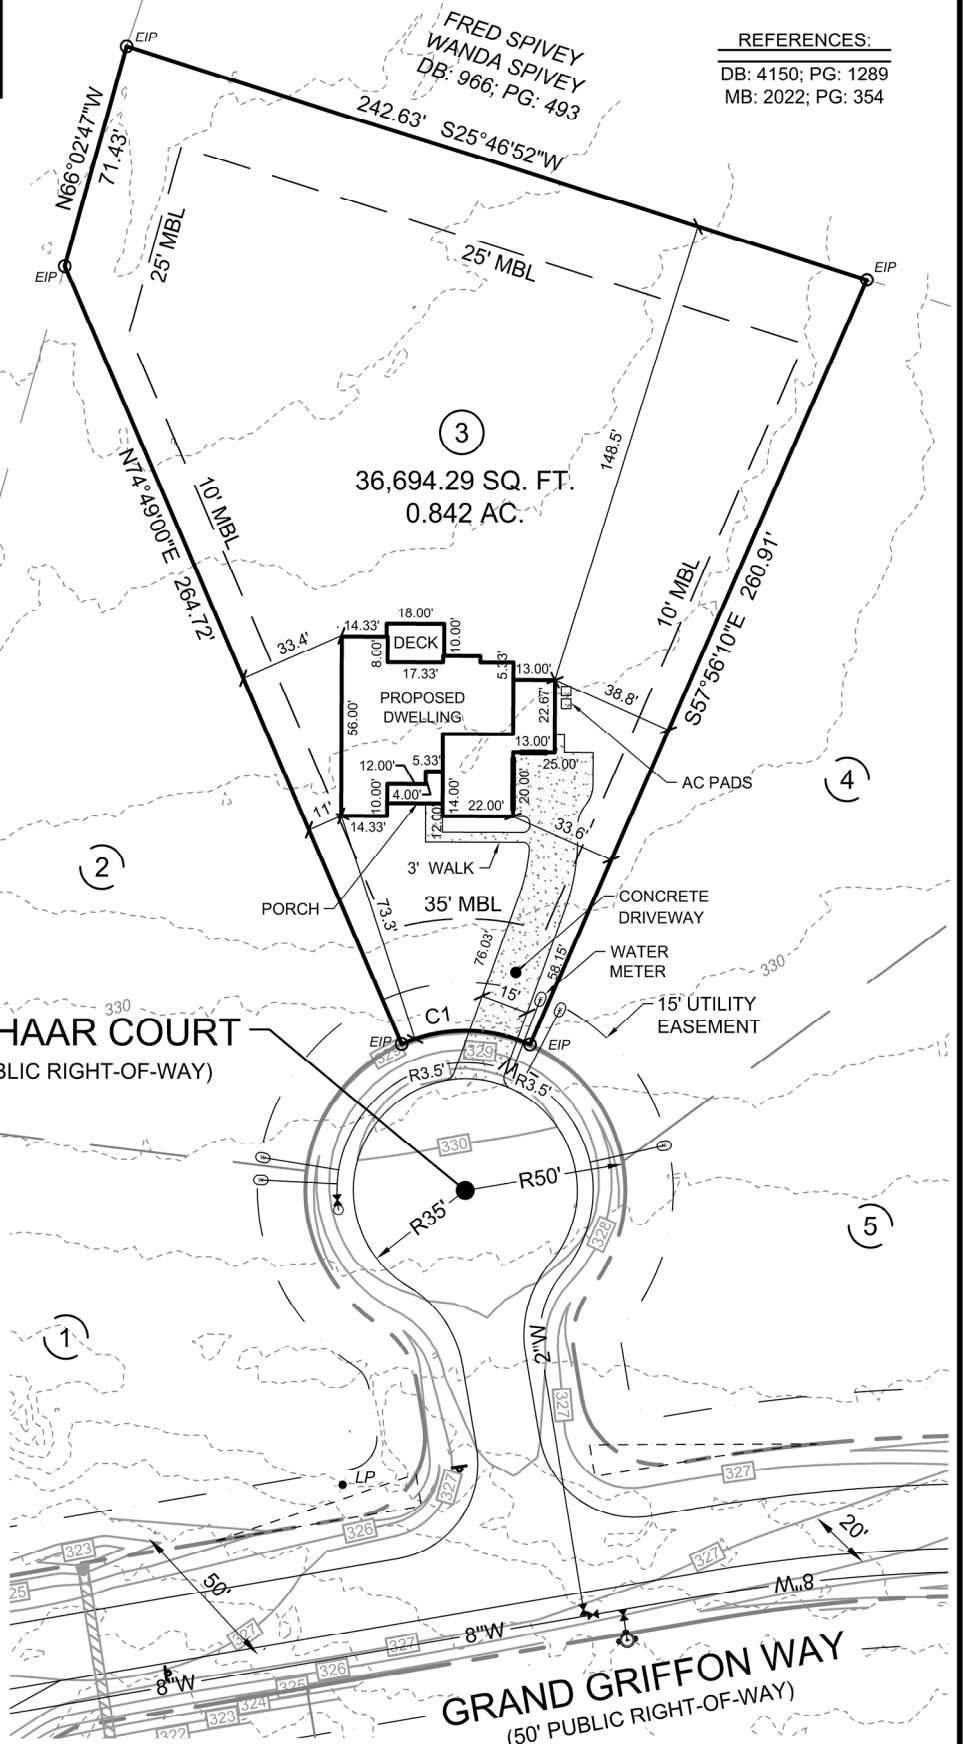 FRED SPIVEY
WANDA SPIVEY
DB: 966; PG: 493
REFERENCES:
DB: 4150; PG: 1289
MB: 2022; PG: 354
EIP
N66°02'47"W
71.43'
242.63' S25°46'52"W
EIP
25' MBL
25' MBL
EIP
3
36,694.29 SQ. FT.
0.842 AC.
148.5'
N74°49'00"E 264.72'
10' MBL
10' MBL
S57°56'10"E 260.91'
18.00'
14.33'
DECK
10.00'
8.00'
17.33'
5.33'
13.00'
33.4'
38.8'
PROPOSED
DWELLING
56.00'
22.67'
13.00'
25.00'
AC PADS
4
12.00'
5.33'
4.00'
10.00'
14.00'
20.00'
22.00'
12.00'
14.33'
11'
33.6'
2
3' WALK
PORCH
35' MBL
CONCRETE
DRIVEWAY
73.3'
76.03'
58.15'
WATER
METER
330
330
15'
15' UTILITY
EASEMENT
C1
HAAR COURT
BLIC RIGHT-OF-WAY)
EIP
EIP
329
R3.5'
R3.5'
330
R50'
R35'
328
5
1
2"W
327
327
327
LP
326
323
25
50'
20'
327
327
327
8"W
8"W
8"W
326
325
324
323
322
GRAND GRIFFON WAY
(50' PUBLIC RIGHT-OF-WAY)